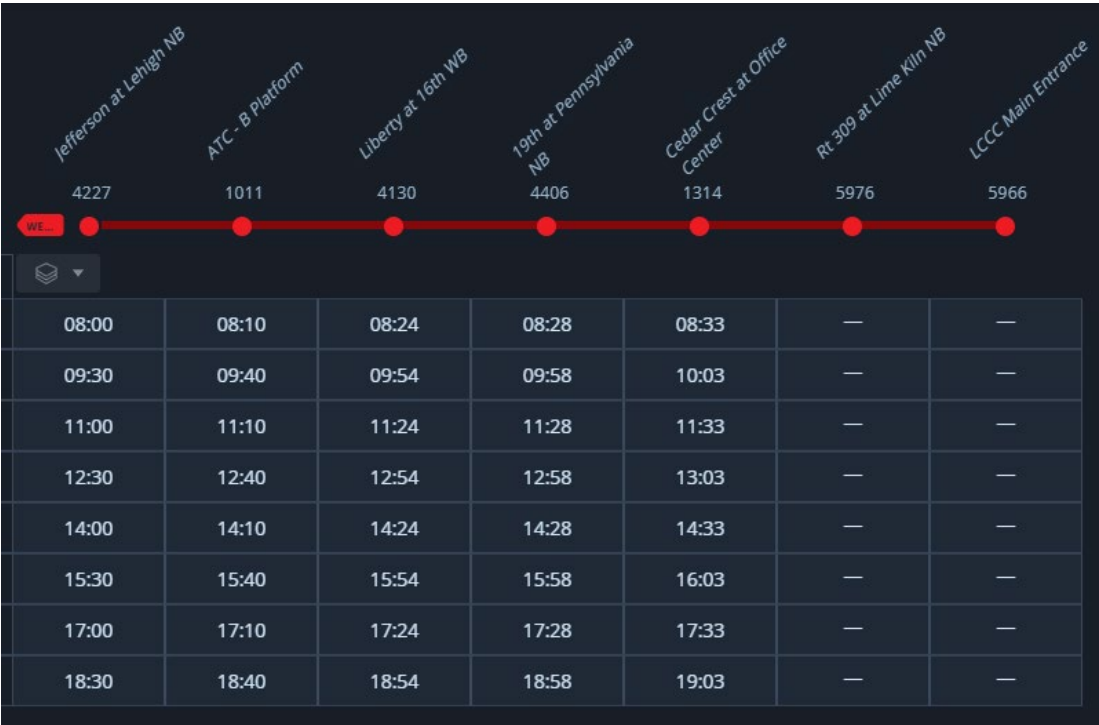 Jefferson at Lehigh NB
ATC - B Platform
Liberty at 16th WB
19th at Pennsylvania
NB
Cedar Crest at Office
Center
Rt 309 at Lime Kiln NB
LCCC Main Entrance
4227 1011 4130 4406 1314 5976 5966
WE...
08:00 08:10 08:24 08:28 08:33 — —
09:30 09:40 09:54 09:58 10:03 — —
11:00 11:10 11:24 11:28 11:33 — —
12:30 12:40 12:54 12:58 13:03 — —
14:00 14:10 14:24 14:28 14:33 — —
15:30 15:40 15:54 15:58 16:03 — —
17:00 17:10 17:24 17:28 17:33 — —
18:30 18:40 18:54 18:58 19:03 — —